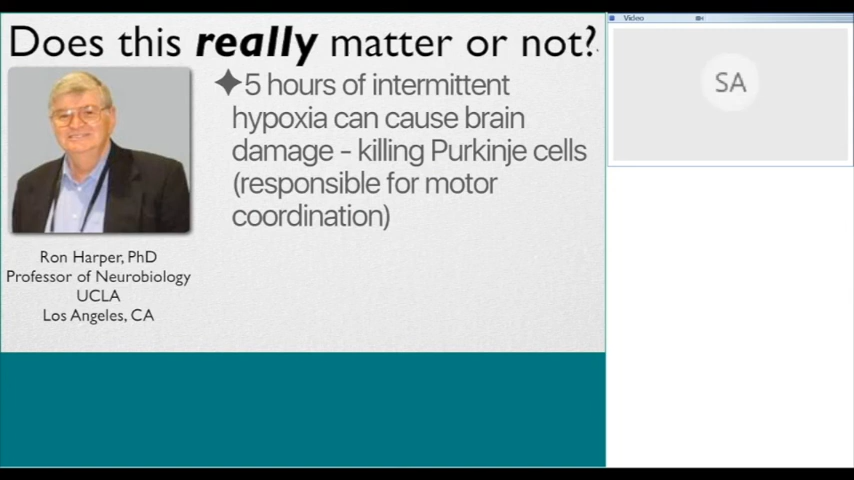 Does this really matter or not?
✦5 hours of intermittent
hypoxia can cause brain
damage - killing Purkinje cells
(responsible for motor
coordination)
Ron Harper, PhD
Professor of Neurobiology
UCLA
Los Angeles, CA
Video
SA